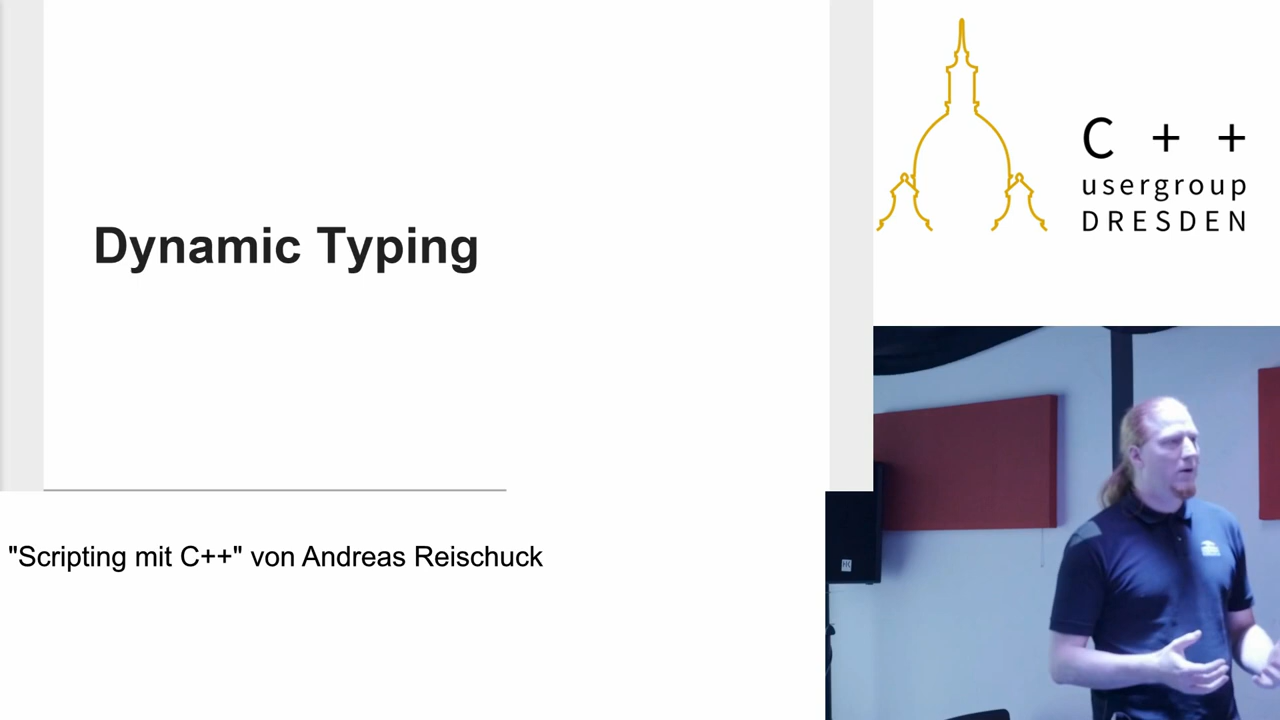 Dynamic Typing
C + +
usergroup
DRESDEN
"Scripting mit C++" von Andreas Reischuck